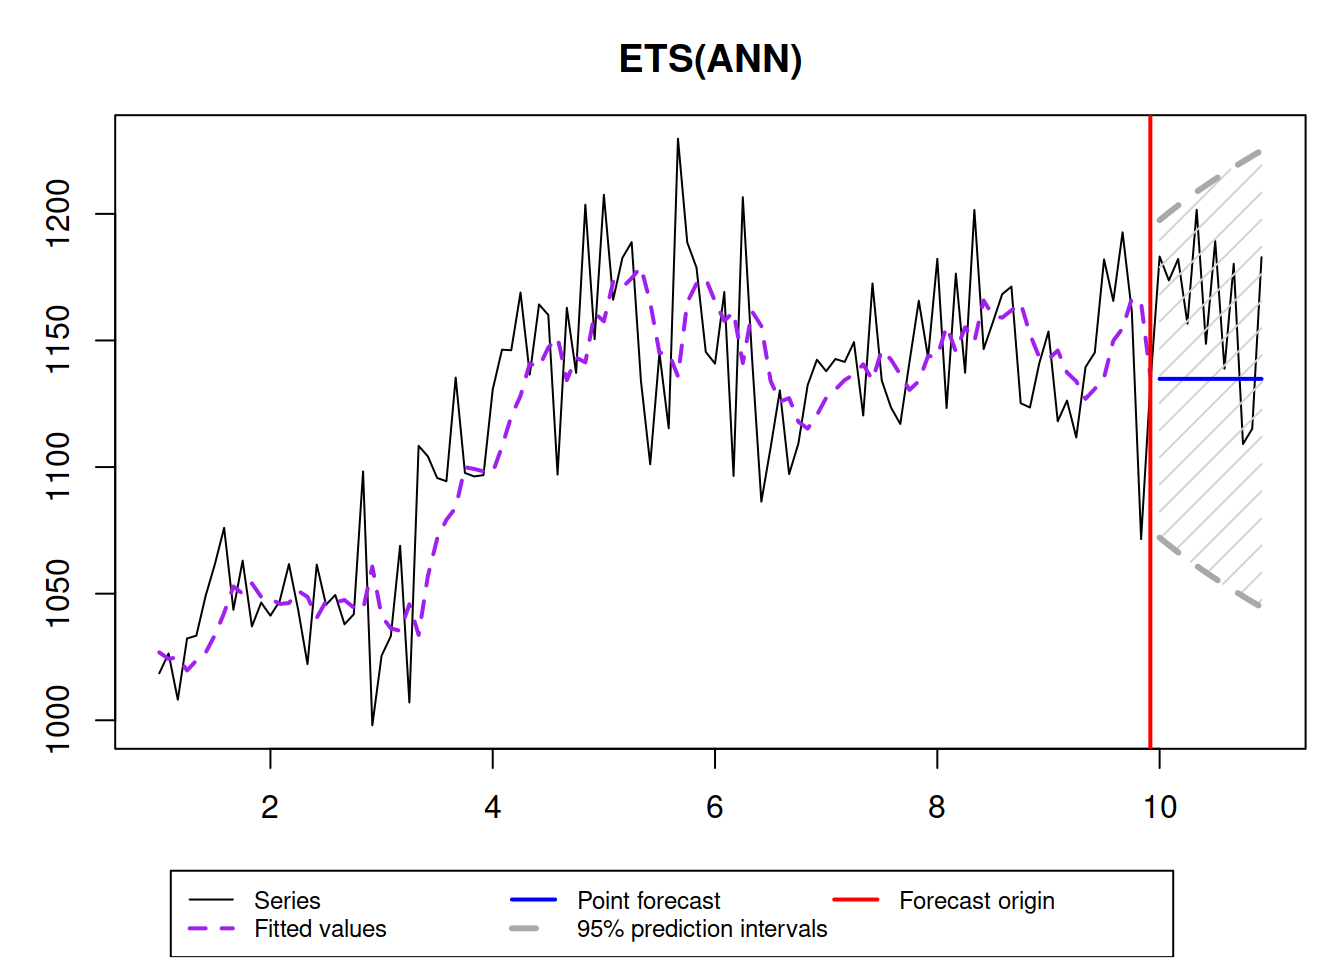 ETS(ANN)
1200
1150
1100
1050
1000
2 4 6 8 10
Series Point forecast Forecast origin
Fitted values 95% prediction intervals